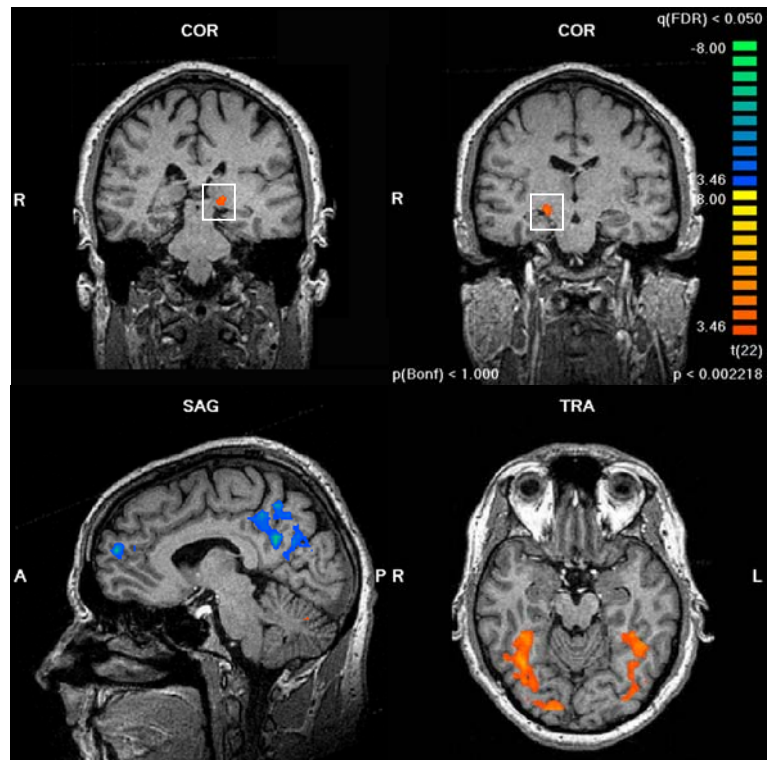 COR
R
COR
R
q(FDR) < 0.050
-8.00
-3.46
8.00
3.46
t(22)
p(Bonf) < 1.000
p < 0.002218
SAG
A
P
TRA
R
L